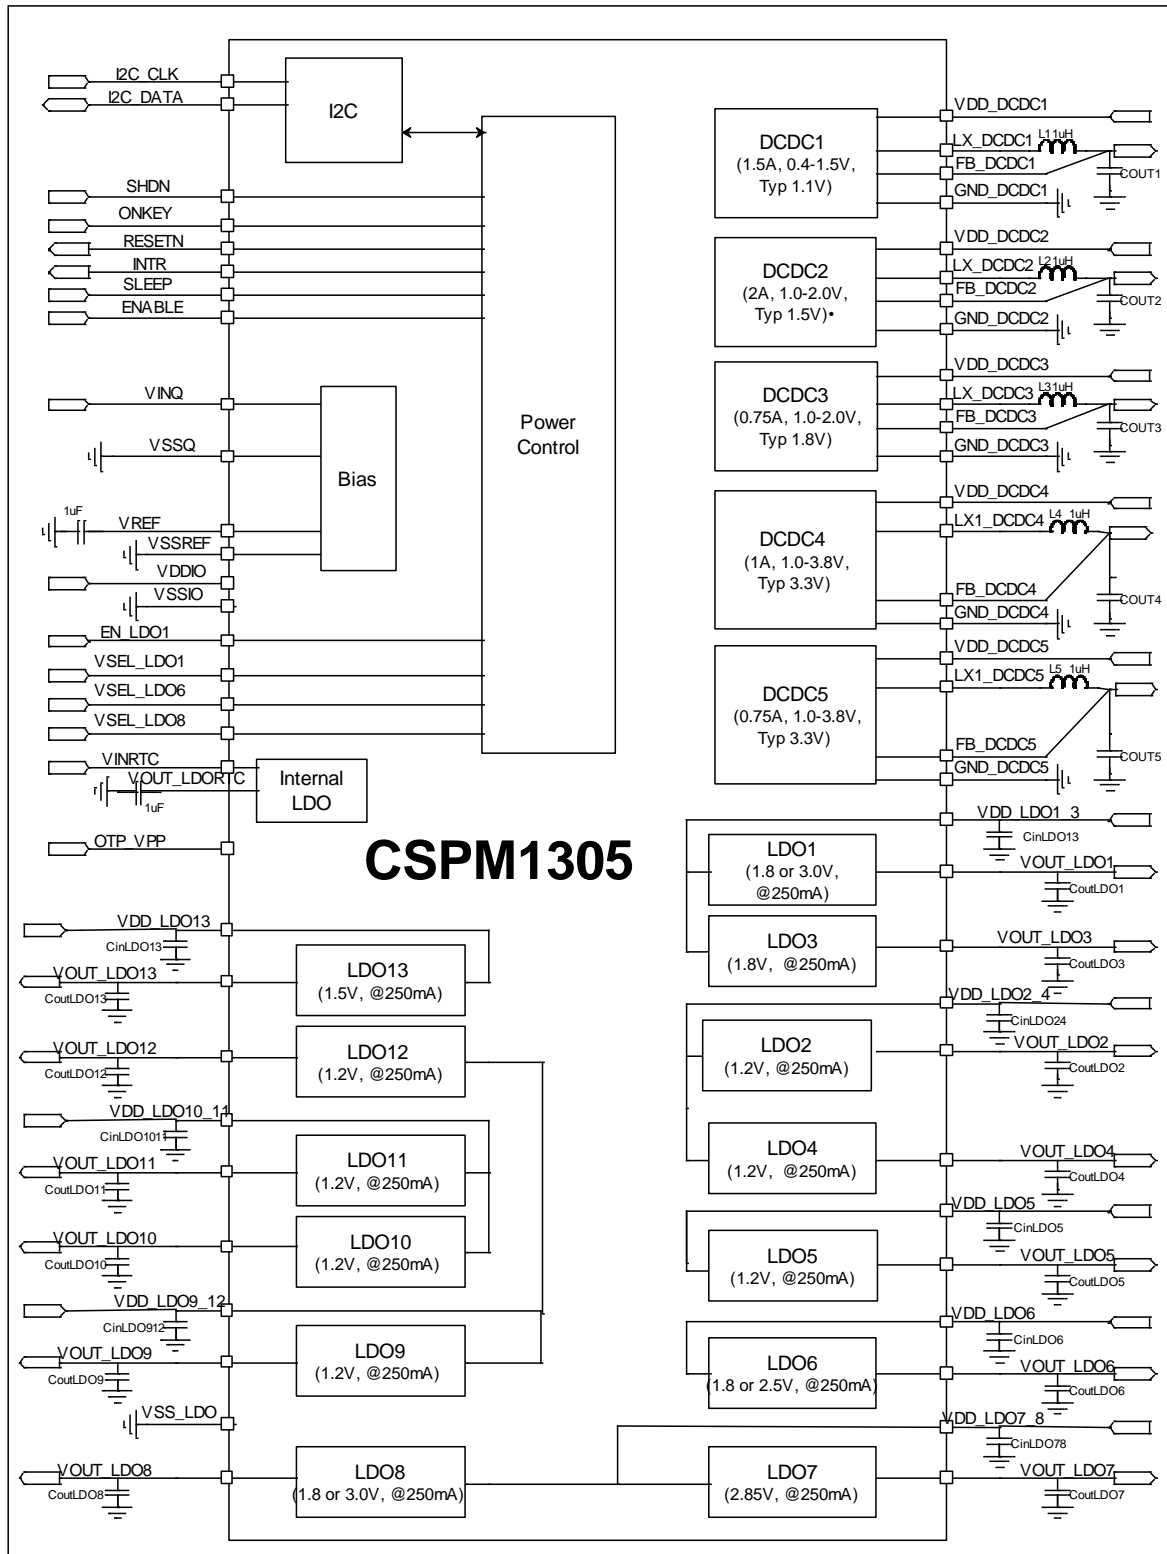 I2C_CLK
I2C_DATA
I2C
SHDN
ONKEY
RESETN
INTR
SLEEP
ENABLE
VINQ
VSSQ
Bias
1uF
VREF
VSSREF
VDDIO
VSSIO
EN_LDO1
VSEL_LDO1
VSEL_LDO6
VSEL_LDO8
Power
Control
VINRTC
VOUT_LDORTC
1uF
Internal
LDO
OTP_VPP
CSPM1305
DCDC1
(1.5A, 0.4-1.5V,
Typ 1.1V)
VDD_DCDC1
LX_DCDC1
L1 1uH
FB_DCDC1
GND_DCDC1
COUT1
DCDC2
(2A, 1.0-2.0V,
Typ 1.5V)•
VDD_DCDC2
LX_DCDC2
L2 1uH
FB_DCDC2
GND_DCDC2
COUT2
DCDC3
(0.75A, 1.0-2.0V,
Typ 1.8V)
VDD_DCDC3
LX_DCDC3
L3 1uH
FB_DCDC3
GND_DCDC3
COUT3
DCDC4
(1A, 1.0-3.8V,
Typ 3.3V)
VDD_DCDC4
LX1_DCDC4
L4 1uH
FB_DCDC4
GND_DCDC4
COUT4
DCDC5
(0.75A, 1.0-3.8V,
Typ 3.3V)
VDD_DCDC5
LX1_DCDC5
L5 1uH
FB_DCDC5
GND_DCDC5
COUT5
VDD_LDO1_3
CinLDO13
LDO1
(1.8 or 3.0V,
@250mA)
VOUT_LDO1
CoutLDO1
LDO3
(1.8V, @250mA)
VOUT_LDO3
CoutLDO3
VDD_LDO2_4
CinLDO24
LDO2
(1.2V, @250mA)
VOUT_LDO2
CoutLDO2
LDO4
(1.2V, @250mA)
VOUT_LDO4
CoutLDO4
VDD_LDO5
CinLDO5
LDO5
(1.2V, @250mA)
VOUT_LDO5
CoutLDO5
VDD_LDO6
CinLDO6
LDO6
(1.8 or 2.5V, @250mA)
VOUT_LDO6
CoutLDO6
VDD_LDO7_8
CinLDO78
LDO7
(2.85V, @250mA)
VOUT_LDO7
CoutLDO7
VDD_LDO13
CinLDO13
VOUT_LDO13
CoutLDO13
LDO13
(1.5V, @250mA)
VOUT_LDO12
CoutLDO12
LDO12
(1.2V, @250mA)
VDD_LDO10_11
CinLDO1011
VOUT_LDO11
CoutLDO11
LDO11
(1.2V, @250mA)
VOUT_LDO10
CoutLDO10
LDO10
(1.2V, @250mA)
VDD_LDO9_12
CinLDO912
VOUT_LDO9
CoutLDO9
LDO9
(1.2V, @250mA)
VSS_LDO
VOUT_LDO8
CoutLDO8
LDO8
(1.8 or 3.0V, @250mA)